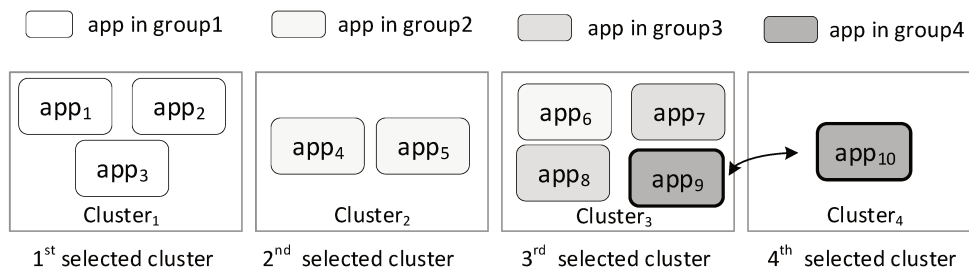 app in group1 app in group2 app in group3 app in group4
app₁ app₂ app₆ app₇
app₄ app₅ app₁₀
app₃ app₈ app₉
Cluster₁ Cluster₂ Cluster₃ Cluster₄
1ˢᵗ selected cluster 2ⁿᵈ selected cluster 3ʳᵈ selected cluster 4ᵗʰ selected cluster